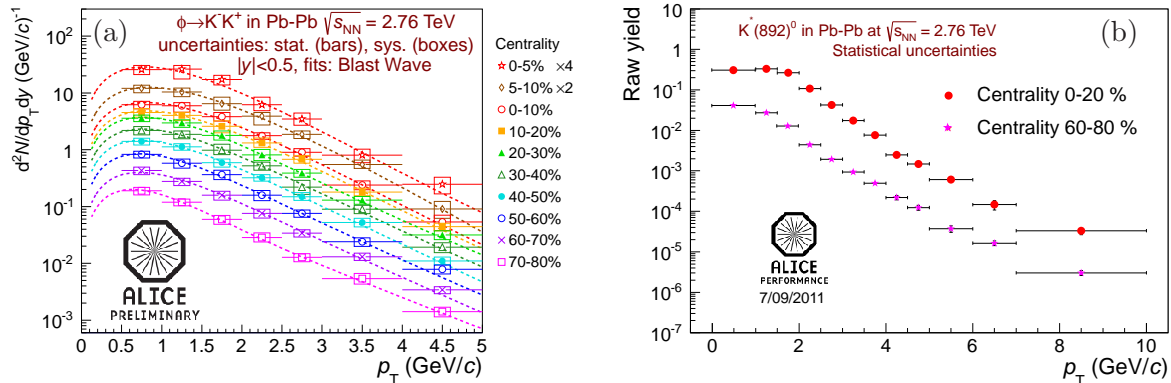 (a)
ϕ→K⁻K⁺ in Pb-Pb √sNN = 2.76 TeV
uncertainties: stat. (bars), sys. (boxes)
|y|<0.5, fits: Blast Wave
d²N/dpTdy (GeV/c)⁻¹
10²
10
1
10⁻¹
10⁻²
10⁻³
Centrality
0-5% ×4
5-10% ×2
0-10%
10-20%
20-30%
30-40%
40-50%
50-60%
60-70%
70-80%
ALICE
PRELIMINARY
0 0.5 1 1.5 2 2.5 3 3.5 4 4.5 5
pT (GeV/c)
(b)
K*(892)⁰ in Pb-Pb at √sNN = 2.76 TeV
Statistical uncertainties
Raw yield
10
1
10⁻¹
10⁻²
10⁻³
10⁻⁴
10⁻⁵
10⁻⁶
10⁻⁷
Centrality 0-20 %
Centrality 60-80 %
ALICE
PERFORMANCE
7/09/2011
0 2 4 6 8 10
pT (GeV/c)